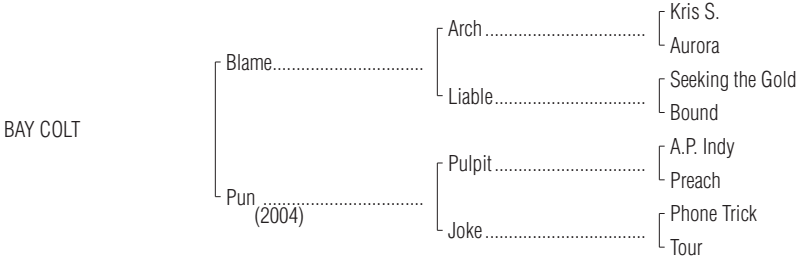 Kris S.
Arch
Aurora
Blame
Seeking the Gold
Liable
Bound
BAY COLT
A.P. Indy
Pulpit
Preach
Pun
(2004)
Phone Trick
Joke
Tour